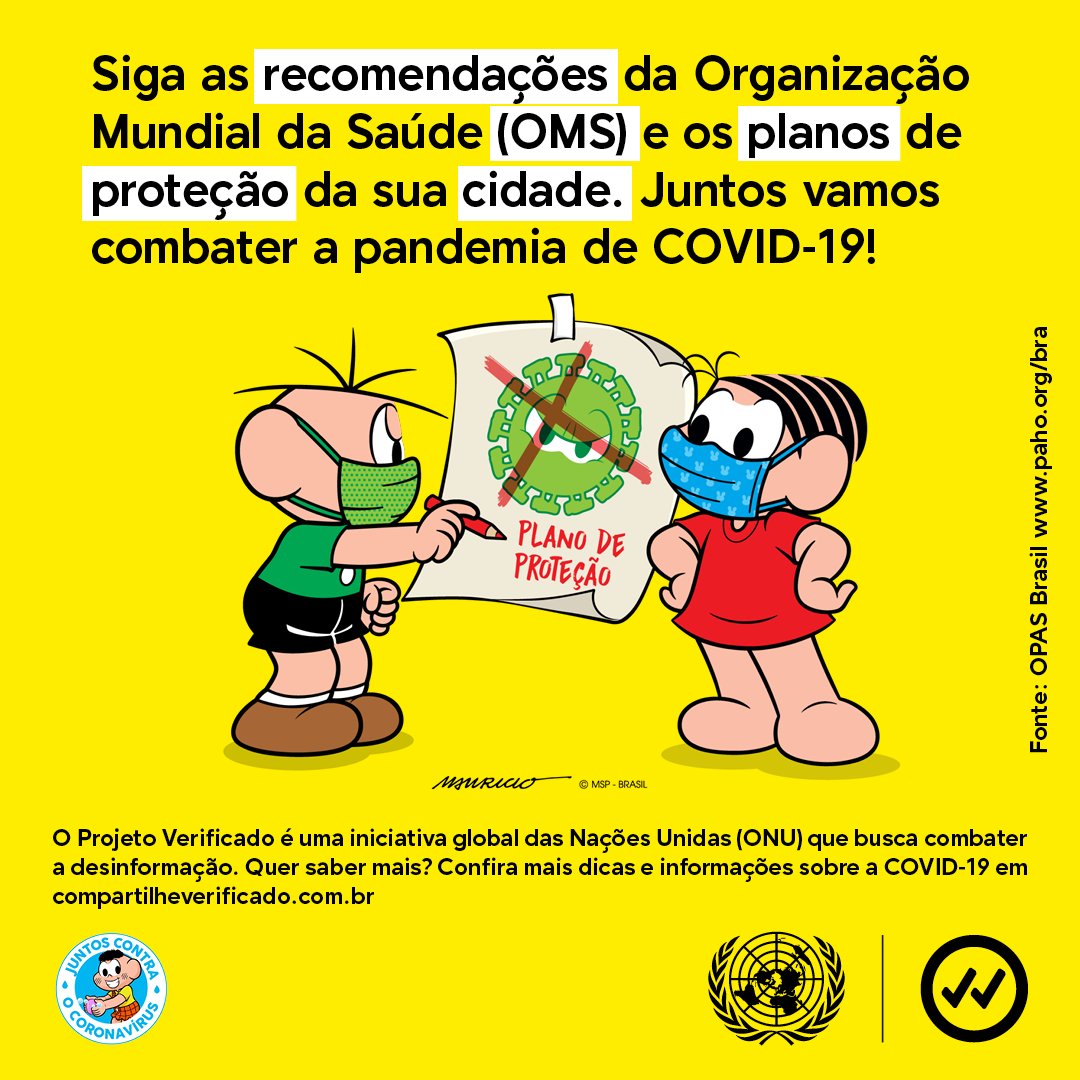 Siga as recomendações da Organização
Mundial da Saúde (OMS) e os planos de
proteção da sua cidade. Juntos vamos
combater a pandemia de COVID-19!
PLANO DE
PROTEÇÃO
Fonte: OPAS Brasil www.paho.org/bra
MAURICIO
© MSP - BRASIL
O Projeto Verificado é uma iniciativa global das Nações Unidas (ONU) que busca combater
a desinformação. Quer saber mais? Confira mais dicas e informações sobre a COVID-19 em
compartilheverificado.com.br
JUNTOS CONTRA
O CORONAVÍRUS